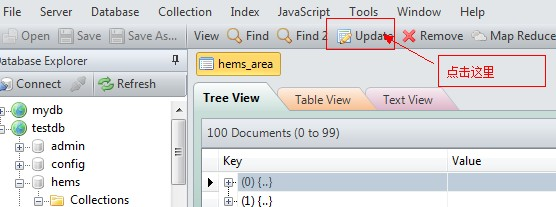 File Server Database Collection Index JavaScript Tools Window Help
Open Save Save As... View Find Find 2 Update Remove Map Reduce
Database Explorer
hems_area
点击这里
Connect Refresh
Tree View Table View Text View
mydb
testdb
100 Documents (0 to 99)
admin
Key Value
config
(0) {..}
hems
(1) {..}
Collections